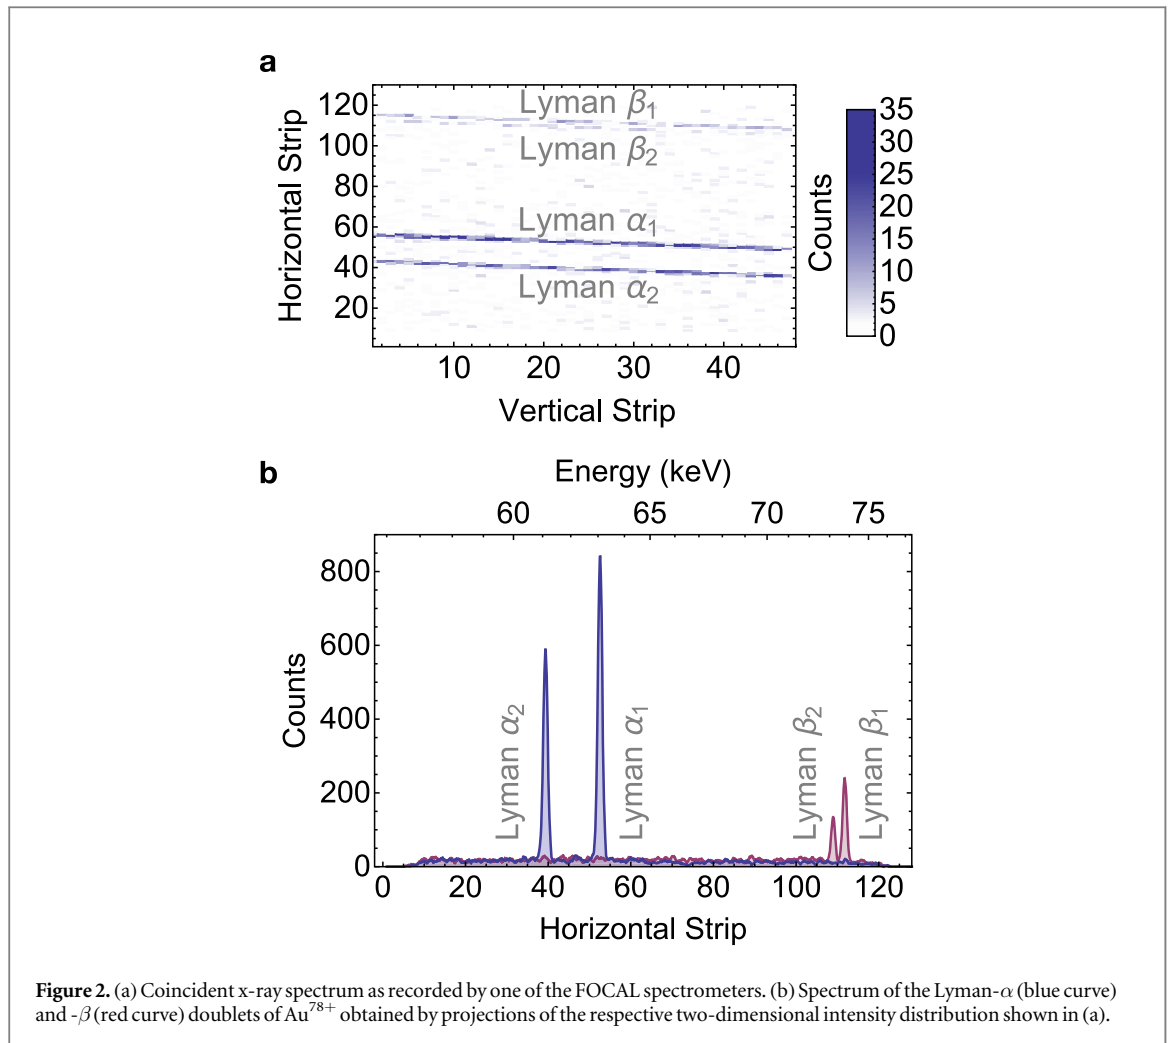 a
Lyman β1
Lyman β2
Lyman α1
Lyman α2
120
100
80
60
40
20
Horizontal Strip
10 20 30 40
Vertical Strip
35
30
25
20
15
10
5
0
Counts
b
Energy (keV)
60 65 70 75
800
600
400
200
0
Counts
Lyman α2
Lyman α1
Lyman β2
Lyman β1
0 20 40 60 80 100 120
Horizontal Strip
Figure 2. (a) Coincident x-ray spectrum as recorded by one of the FOCAL spectrometers. (b) Spectrum of the Lyman-α (blue curve)
and -β (red curve) doublets of Au78+ obtained by projections of the respective two-dimensional intensity distribution shown in (a).